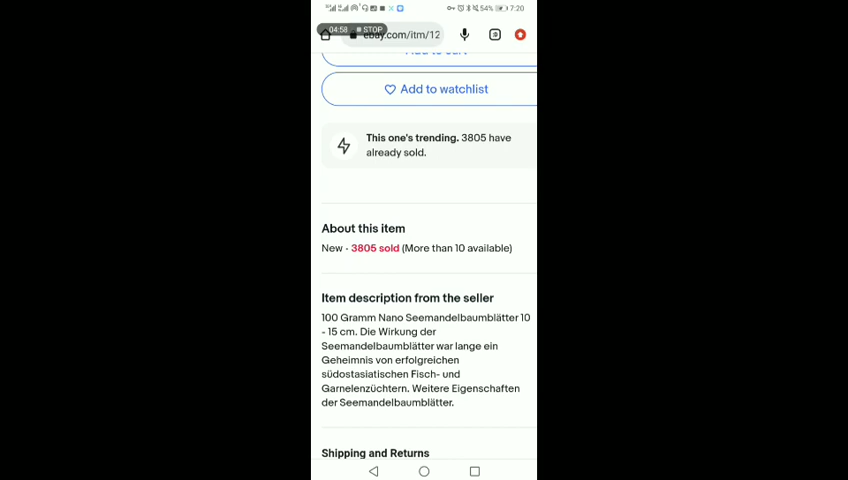 54% 7:20
04:58 STOP
ebay.com/itm/12
Add to cart
Add to watchlist
This one's trending. 3805 have
already sold.
About this item
New - 3805 sold (More than 10 available)
Item description from the seller
100 Gramm Nano Seemandelbaumblätter 10
- 15 cm. Die Wirkung der
Seemandelbaumblätter war lange ein
Geheimnis von erfolgreichen
südostasiatischen Fisch- und
Garnelenzüchtern. Weitere Eigenschaften
der Seemandelbaumblätter.
Shipping and Returns